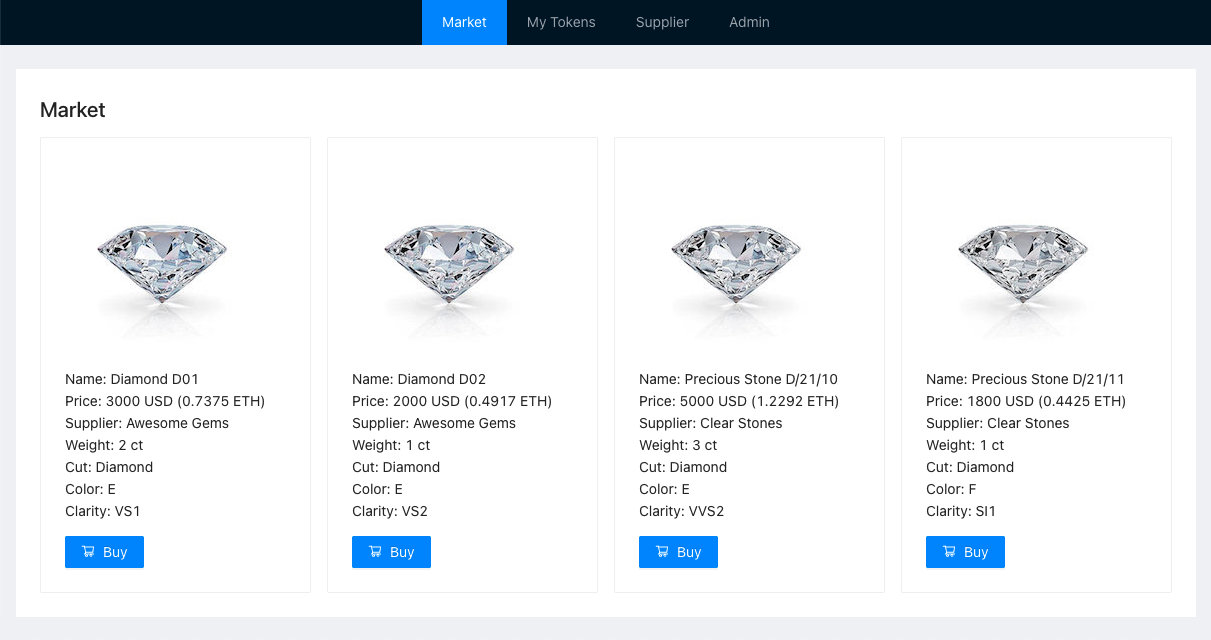 Market
My Tokens
Supplier
Admin
Market
Name: Diamond D01
Price: 3000 USD (0.7375 ETH)
Supplier: Awesome Gems
Weight: 2 ct
Cut: Diamond
Color: E
Clarity: VS1
Buy
Name: Diamond D02
Price: 2000 USD (0.4917 ETH)
Supplier: Awesome Gems
Weight: 1 ct
Cut: Diamond
Color: E
Clarity: VS2
Buy
Name: Precious Stone D/21/10
Price: 5000 USD (1.2292 ETH)
Supplier: Clear Stones
Weight: 3 ct
Cut: Diamond
Color: E
Clarity: VVS2
Buy
Name: Precious Stone D/21/11
Price: 1800 USD (0.4425 ETH)
Supplier: Clear Stones
Weight: 1 ct
Cut: Diamond
Color: F
Clarity: SI1
Buy